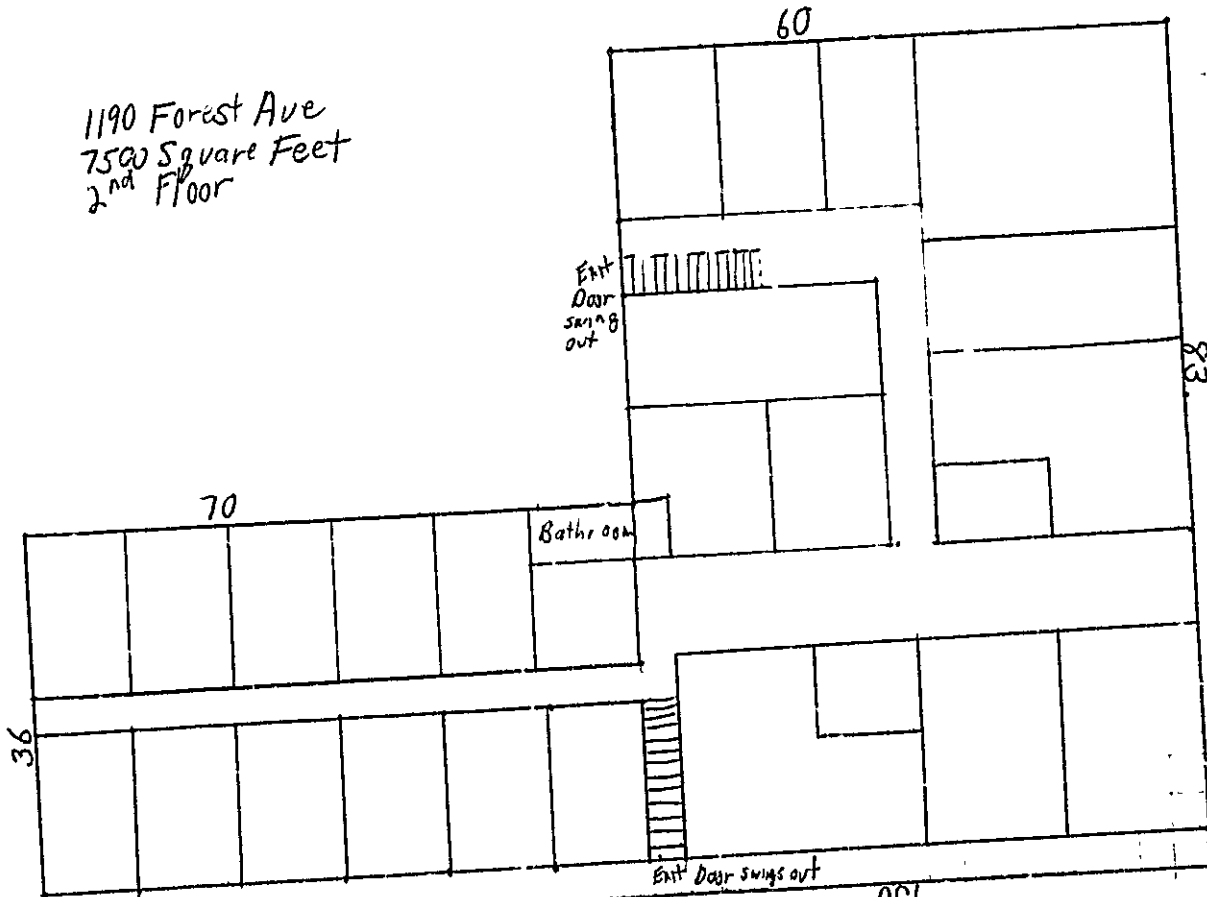 60
1190 Forest Ave
7500 Square Feet
2nd Floor
Exit
Door
swing
out
83
70
Bathroom
36
Exit Door swings out